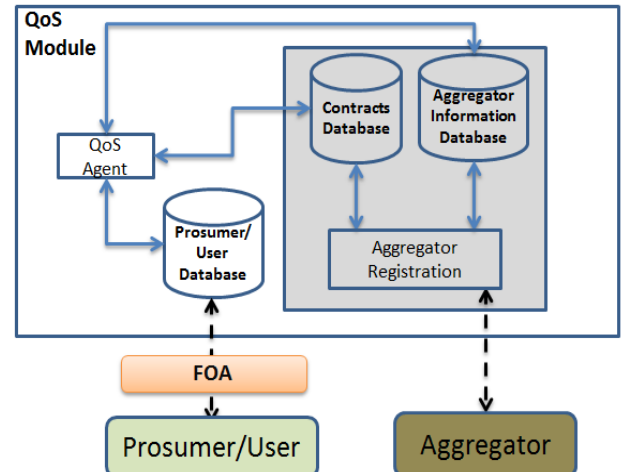 QoS
Module
Contracts
Database
Aggregator
Information
Database
QoS
Agent
Prosumer/
User
Database
Aggregator
Registration
FOA
Prosumer/User
Aggregator